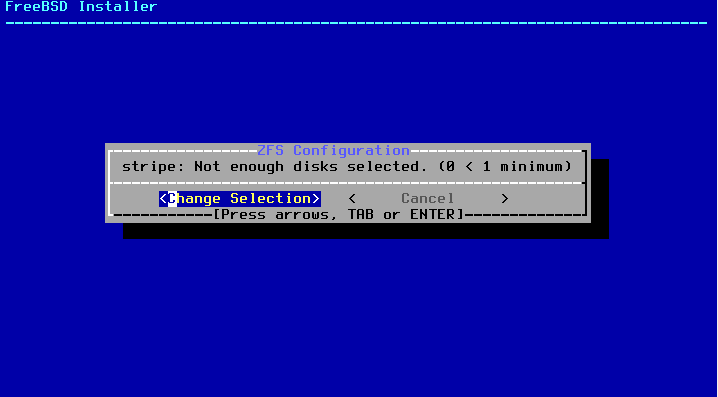 FreeBSD Installer
ZFS Configuration
stripe: Not enough disks selected. (0 < 1 minimum)
<Change Selection> < Cancel >
[Press arrows, TAB or ENTER]